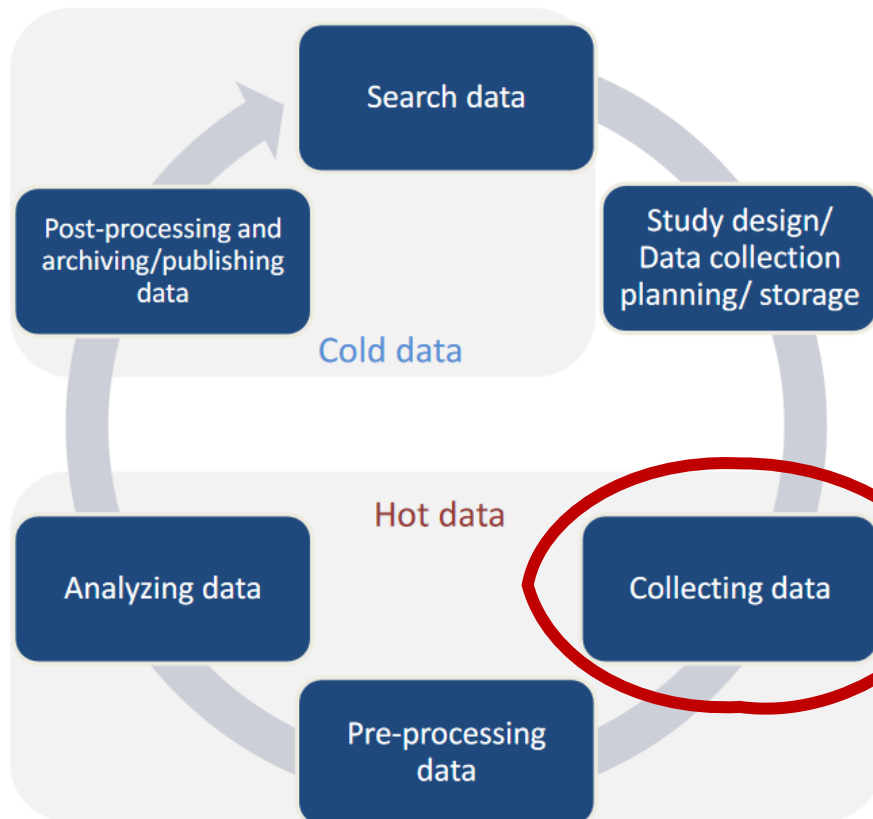 Search data
Study design/
Data collection
planning/ storage
Post-processing and
archiving/publishing
data
Cold data
Hot data
Collecting data
Analyzing data
Pre-processing
data